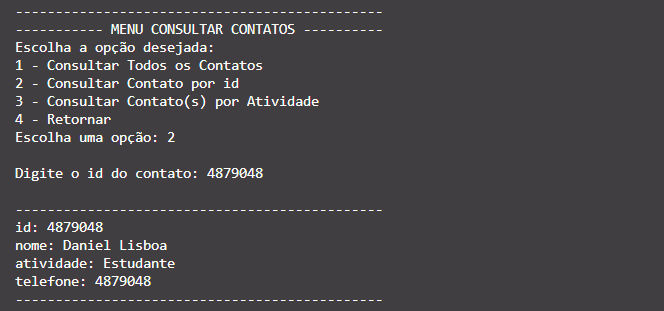 ----------------------------------------------
----------- MENU CONSULTAR CONTATOS ----------
Escolha a opção desejada:
1 - Consultar Todos os Contatos
2 - Consultar Contato por id
3 - Consultar Contato(s) por Atividade
4 - Retornar
Escolha uma opção: 2
Digite o id do contato: 4879048
----------------------------------------------
id: 4879048
nome: Daniel Lisboa
atividade: Estudante
telefone: 4879048
----------------------------------------------